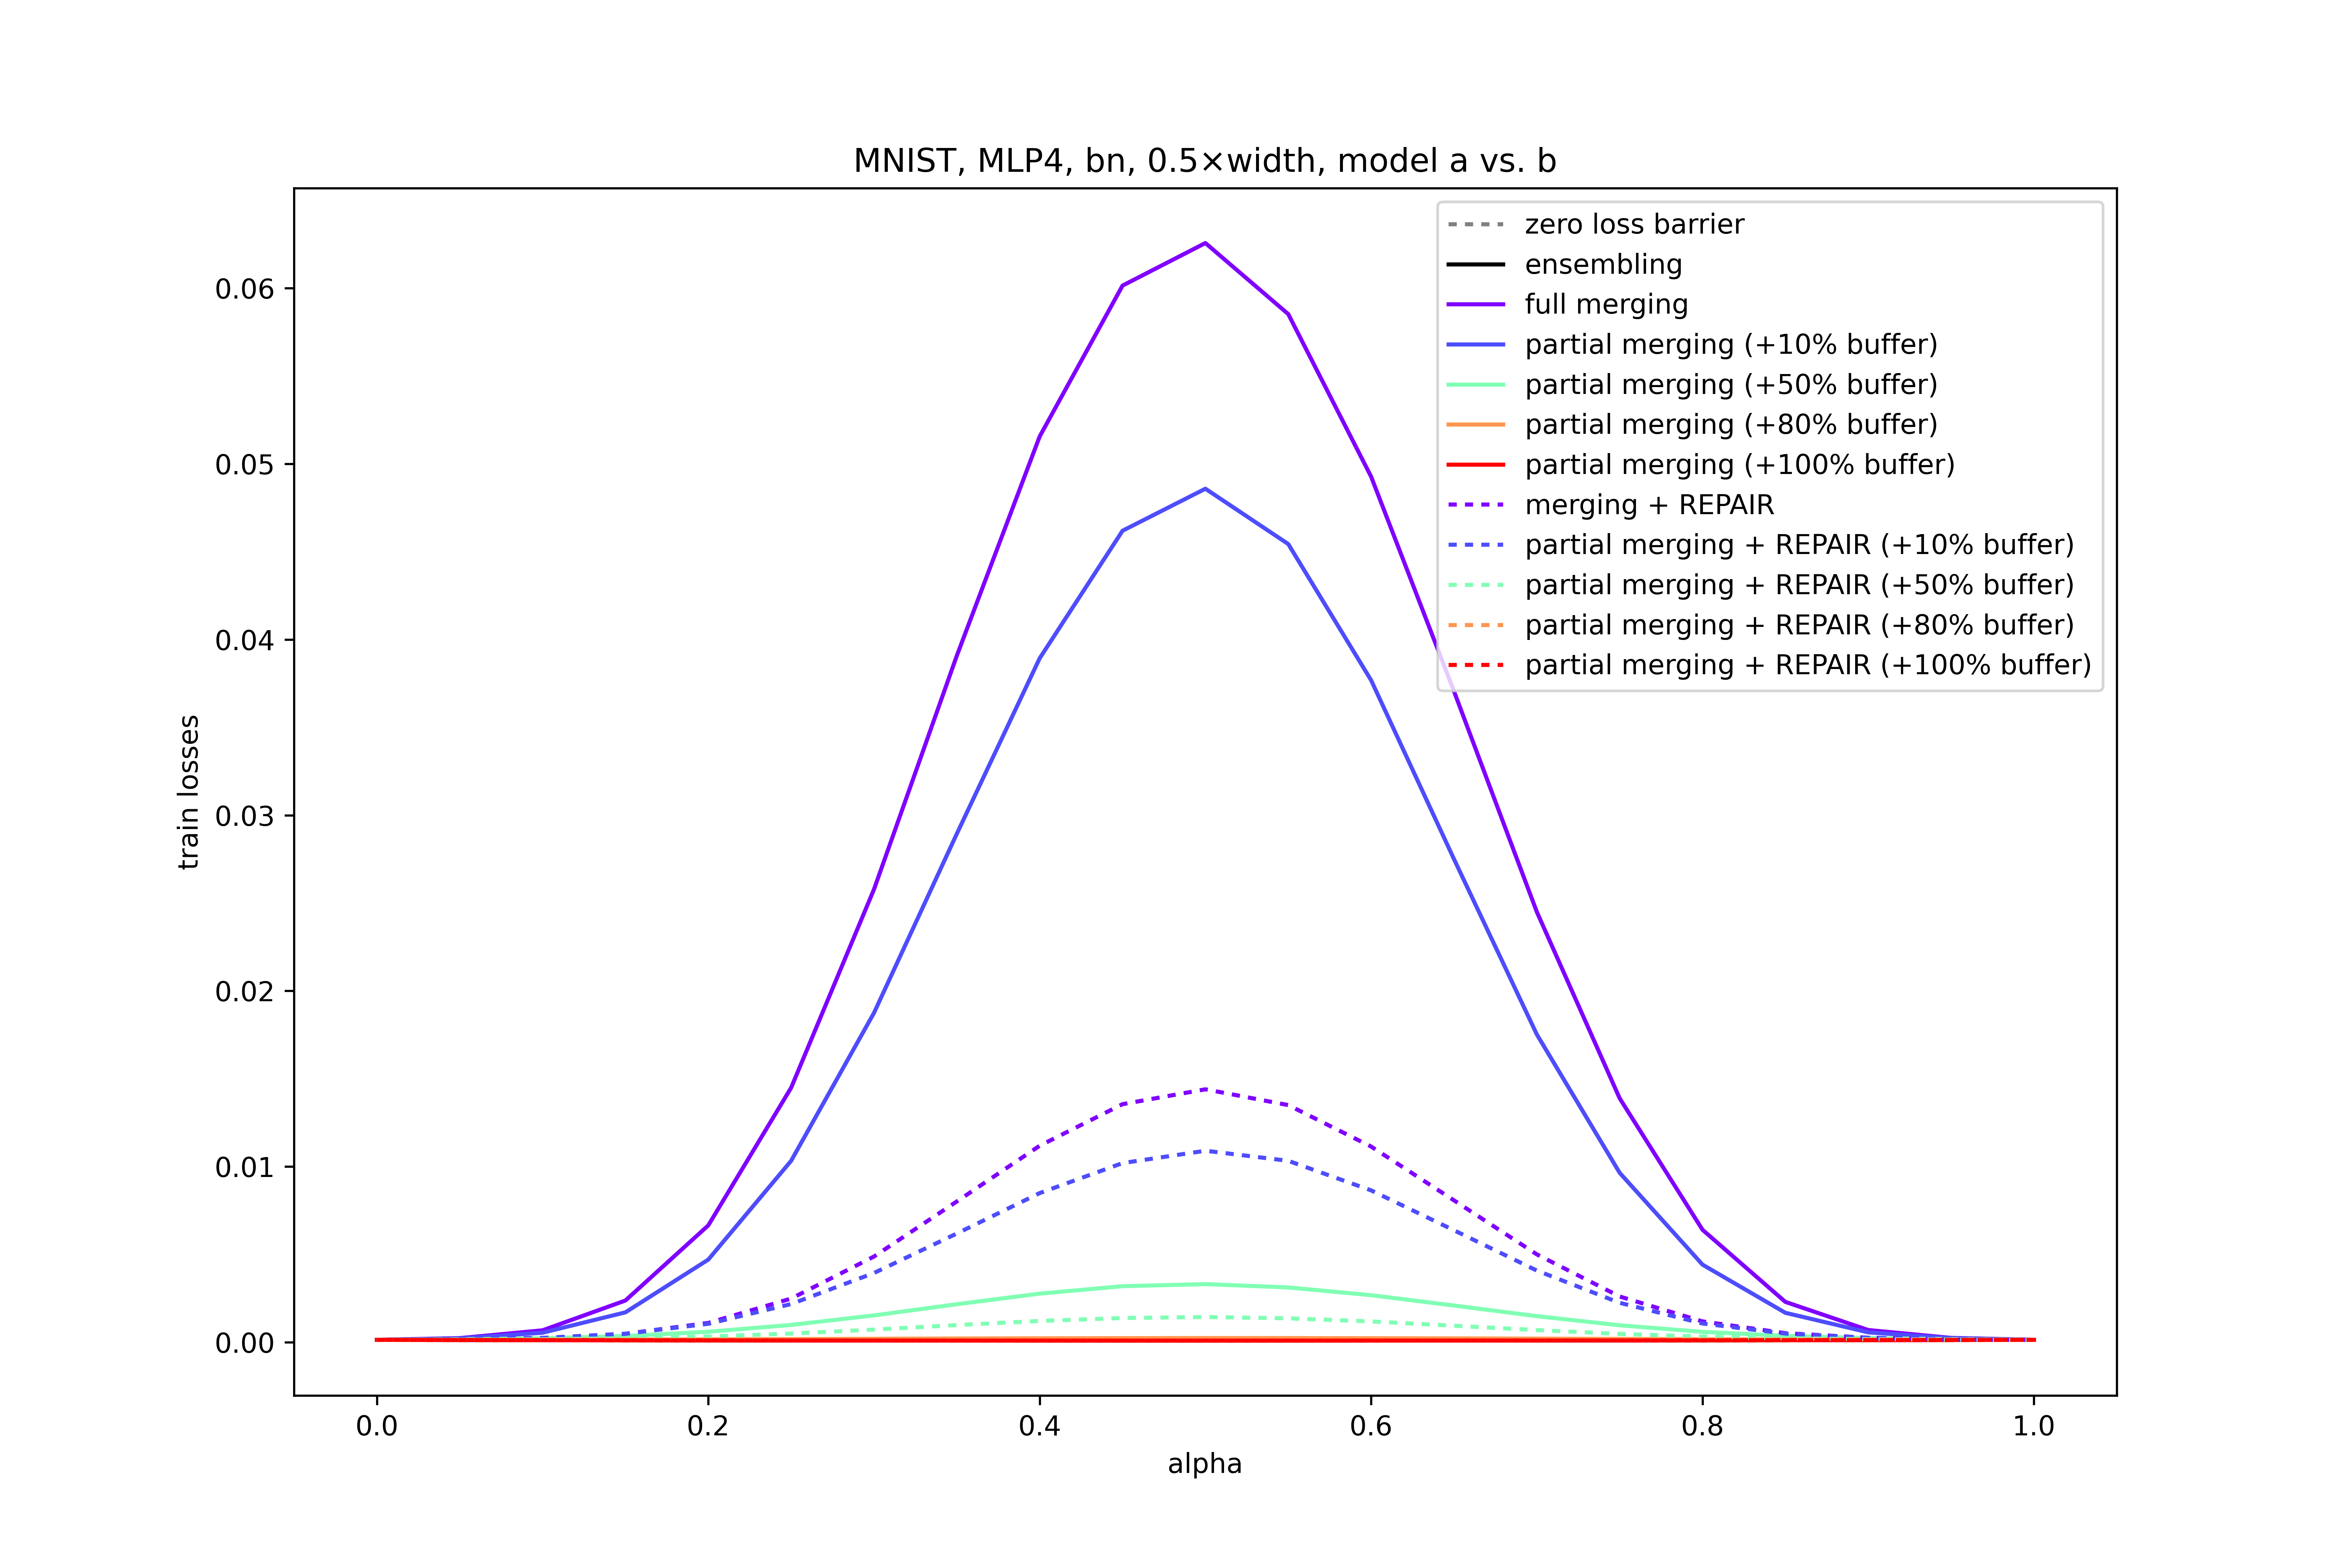 MNIST, MLP4, bn, 0.5×width, model a vs. b
zero loss barrier
ensembling
full merging
partial merging (+10% buffer)
partial merging (+50% buffer)
partial merging (+80% buffer)
partial merging (+100% buffer)
merging + REPAIR
partial merging + REPAIR (+10% buffer)
partial merging + REPAIR (+50% buffer)
partial merging + REPAIR (+80% buffer)
partial merging + REPAIR (+100% buffer)
train losses
0.06
0.05
0.04
0.03
0.02
0.01
0.00
0.0 0.2 0.4 0.6 0.8 1.0
alpha